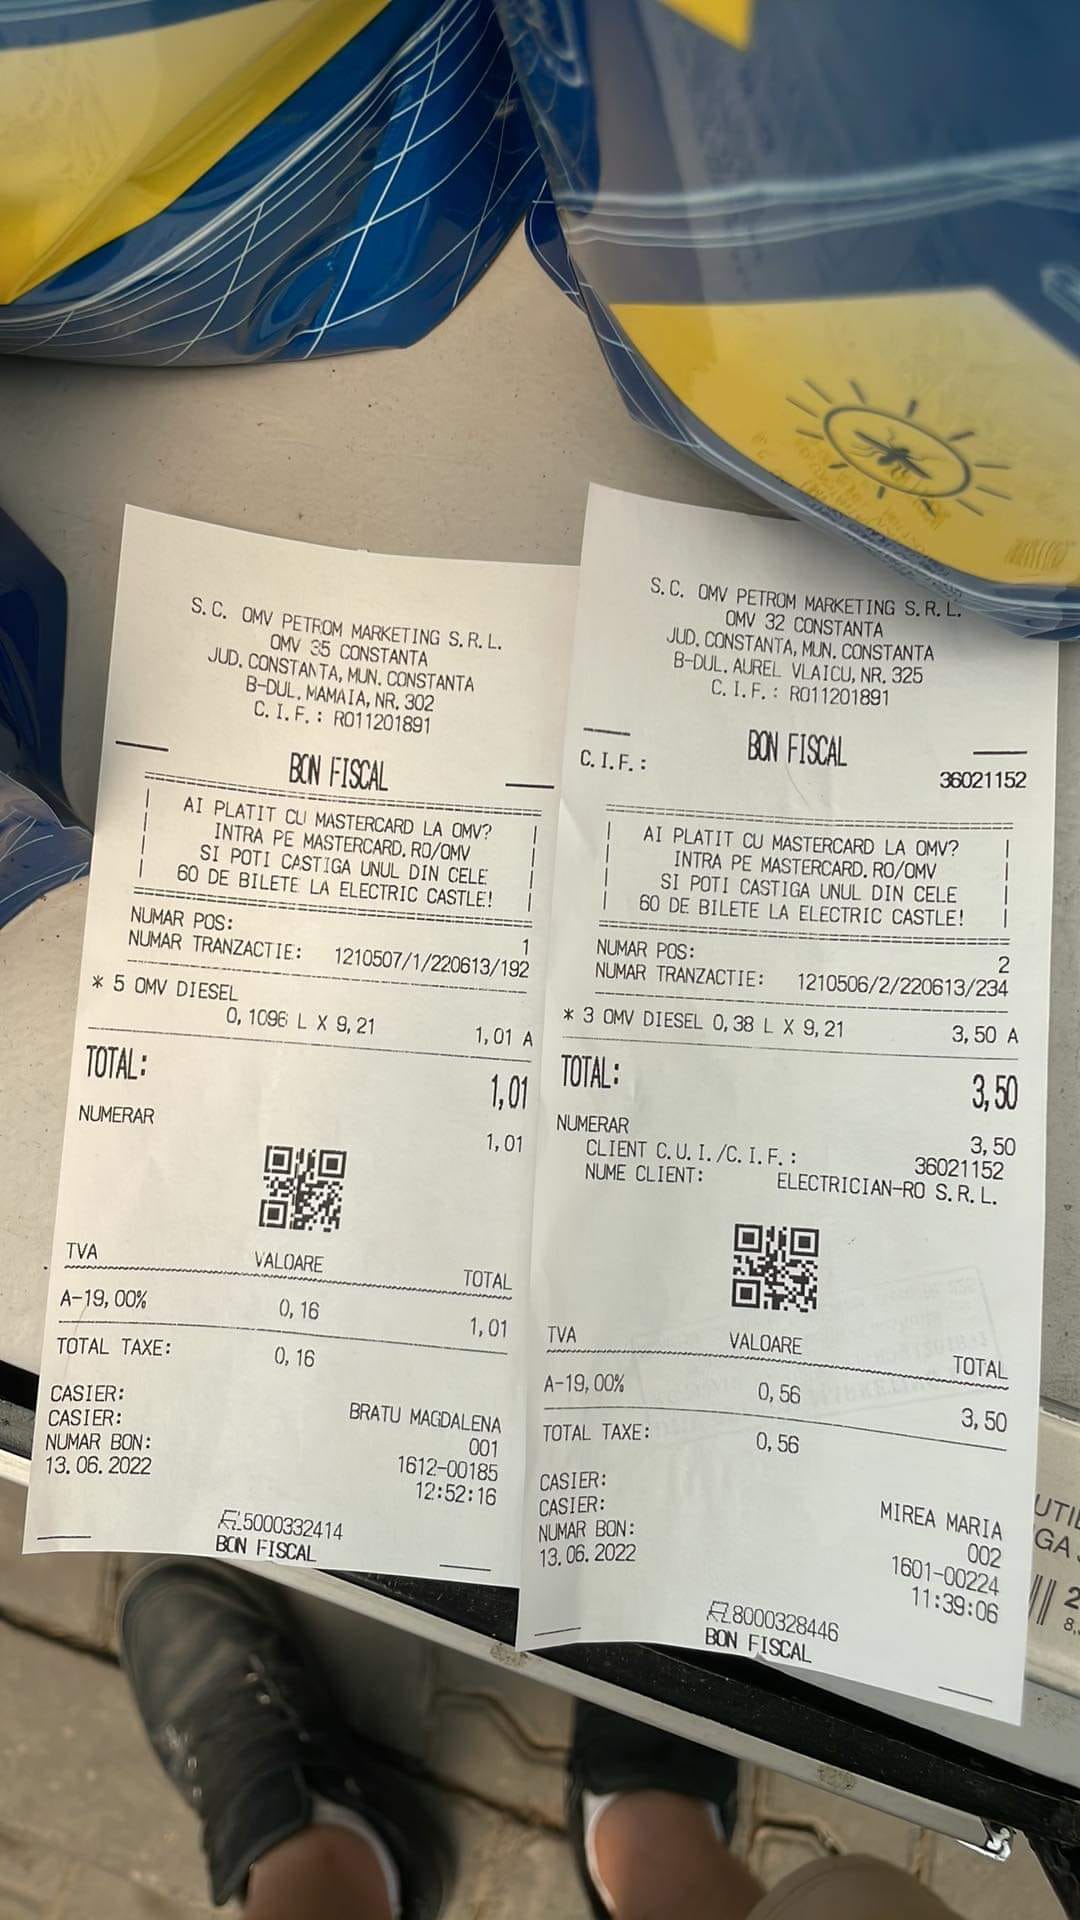 S.C. OMV PETROM MARKETING S.R.L.
OMV 35 CONSTANTA
JUD. CONSTANTA, MUN. CONSTANTA
B-DUL. MAMAIA, NR. 302
C.I.F.: RO11201891
BON FISCAL
AI PLATIT CU MASTERCARD LA OMV?
INTRA PE MASTERCARD.RO/OMV
SI POTI CASTIGA UNUL DIN CELE
60 DE BILETE LA ELECTRIC CASTLE!
NUMAR POS: 1
NUMAR TRANZACTIE: 1210507/1/220613/192
* 5 OMV DIESEL
0,1096 L X 9,21 1,01 A
TOTAL: 1,01
NUMERAR 1,01
TVA VALOARE TOTAL
A-19,00% 0,16 1,01
TOTAL TAXE: 0,16
CASIER: BRATU MAGDALENA
CASIER: 001
NUMAR BON: 1612-00185
13.06.2022 12:52:16
5000332414
BON FISCAL
S.C. OMV PETROM MARKETING S.R.L.
OMV 32 CONSTANTA
JUD. CONSTANTA, MUN. CONSTANTA
B-DUL. AUREL VLAICU, NR. 325
C.I.F.: RO11201891
BON FISCAL
C.I.F.: 36021152
AI PLATIT CU MASTERCARD LA OMV?
INTRA PE MASTERCARD.RO/OMV
SI POTI CASTIGA UNUL DIN CELE
60 DE BILETE LA ELECTRIC CASTLE!
NUMAR POS: 2
NUMAR TRANZACTIE: 1210506/2/220613/234
* 3 OMV DIESEL 0,38 L X 9,21 3,50 A
TOTAL: 3,50
NUMERAR 3,50
CLIENT C.U.I./C.I.F.: 36021152
NUME CLIENT: ELECTRICIAN-RO S.R.L.
TVA VALOARE TOTAL
A-19,00% 0,56 3,50
TOTAL TAXE: 0,56
CASIER: MIREA MARIA
CASIER: 002
NUMAR BON: 1601-00224
13.06.2022 11:39:06
8000328446
BON FISCAL